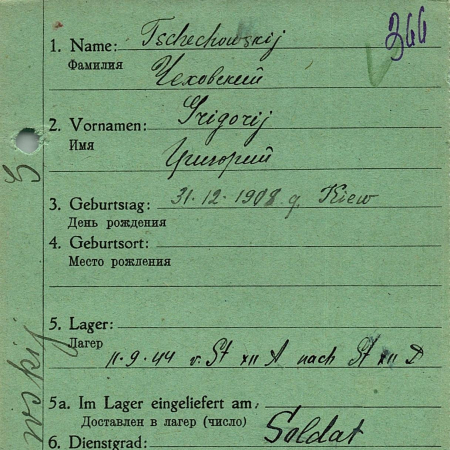 366
1. Name: Tschechowskij
Фамилия Чеховский
2. Vornamen: Grigorij
Имя Григорий
3. Geburtstag: 31.12.1908 g. Kiew
День рождения
4. Geburtsort:
Место рождения
5. Lager:
Лагер 11.9.44 v. St XII A nach St XII D
5a. Im Lager eingeliefert am
Доставлен в лагер (число)
6. Dienstgrad: Soldat